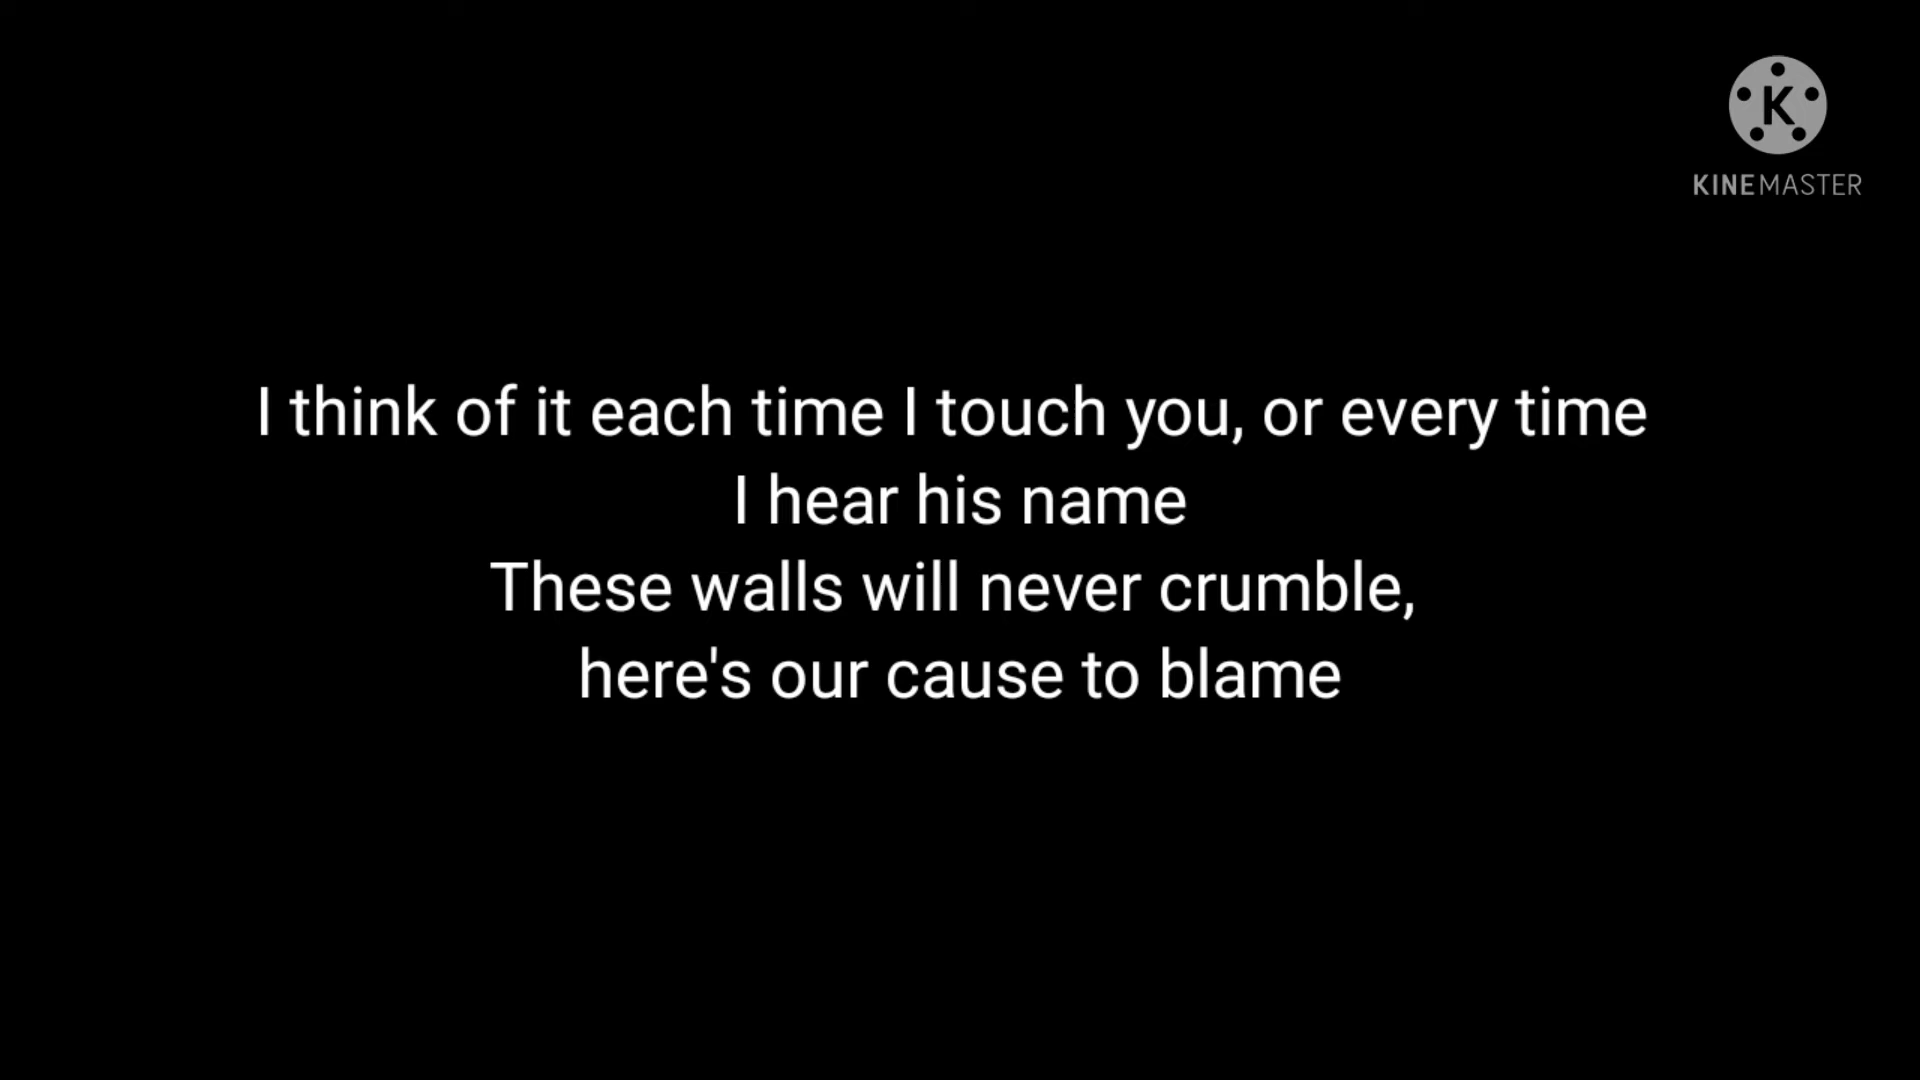 K
KINEMASTER
I think of it each time I touch you, or every time
I hear his name
These walls will never crumble,
here's our cause to blame